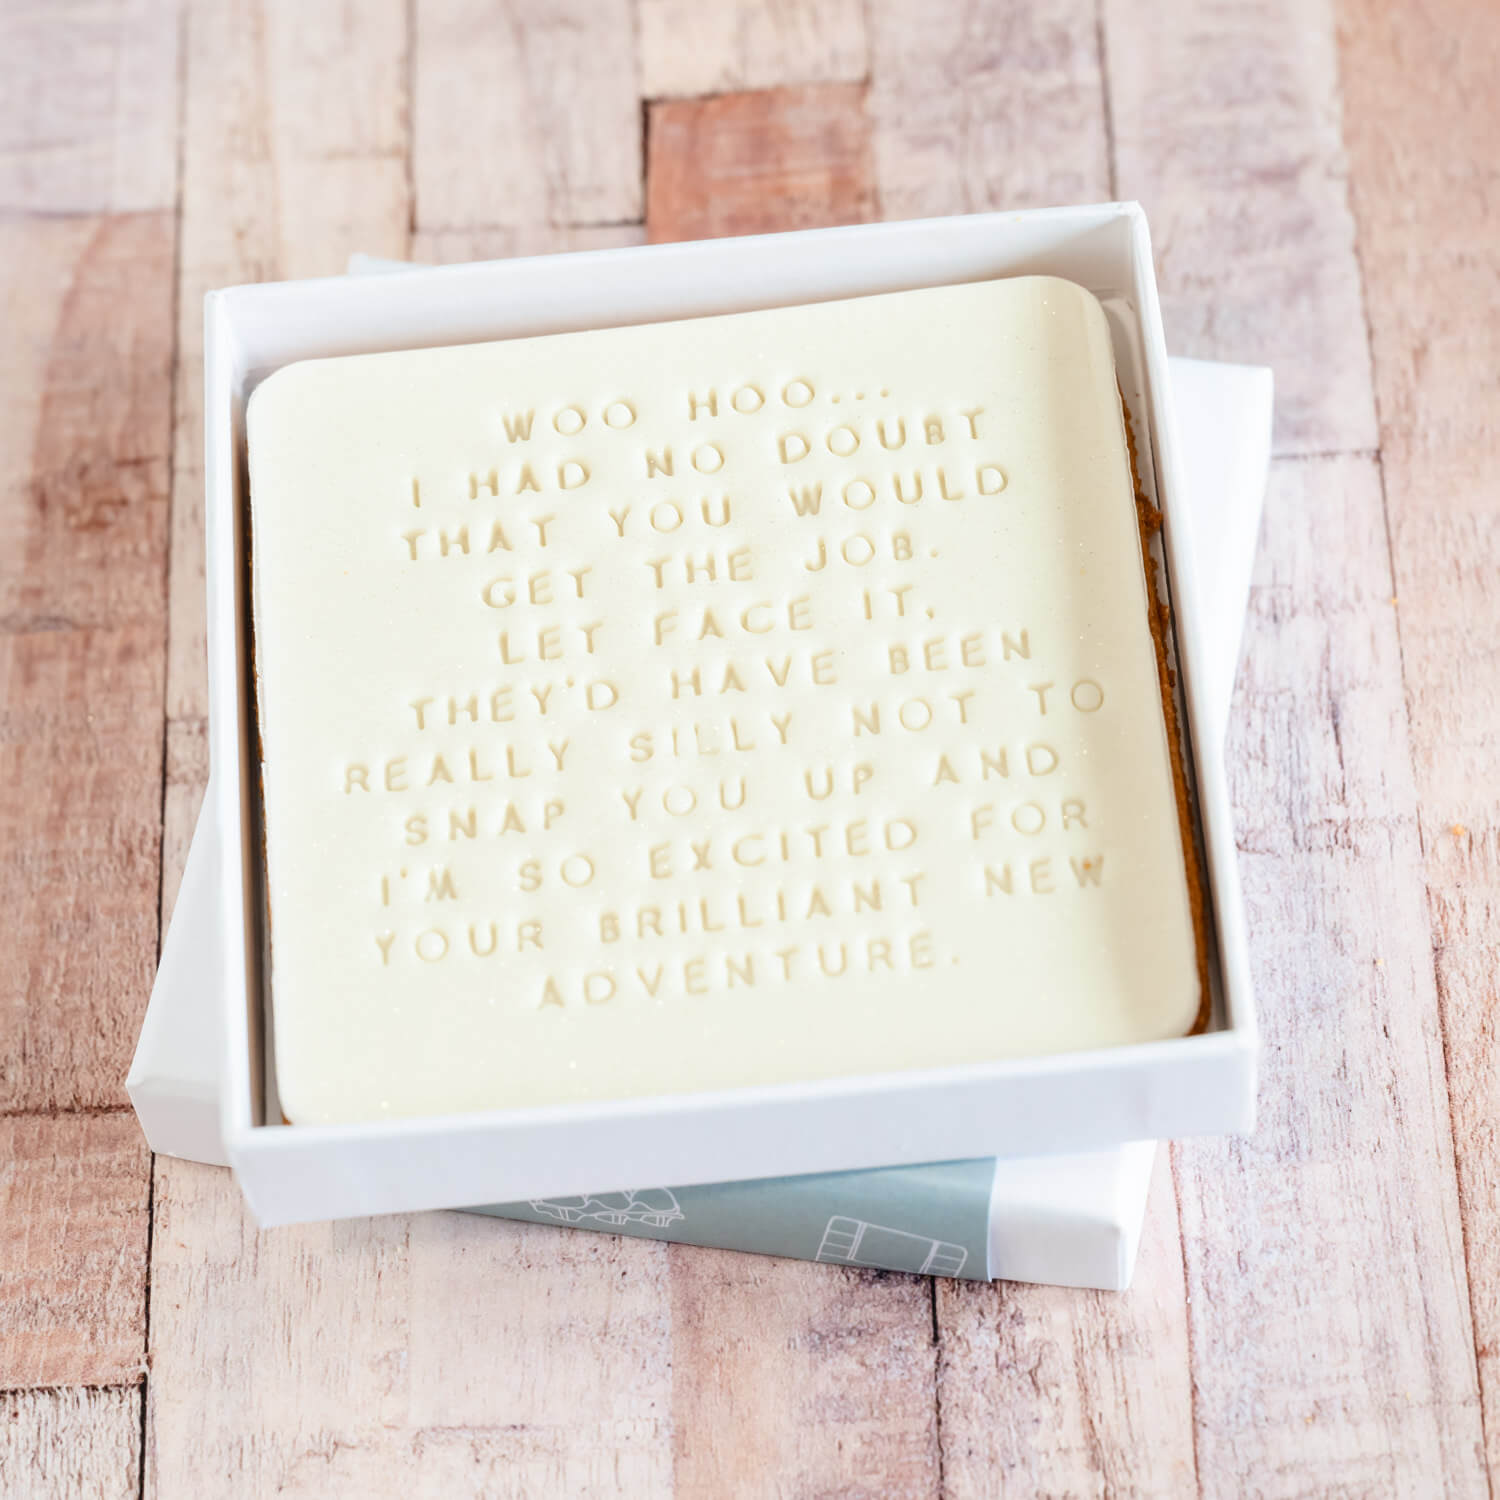 WOO HOO...
I HAD NO DOUBT
THAT YOU WOULD
GET THE JOB.
LET FACE IT,
THEY'D HAVE BEEN
REALLY SILLY NOT TO
SNAP YOU UP AND
I'M SO EXCITED FOR
YOUR BRILLIANT NEW
ADVENTURE.